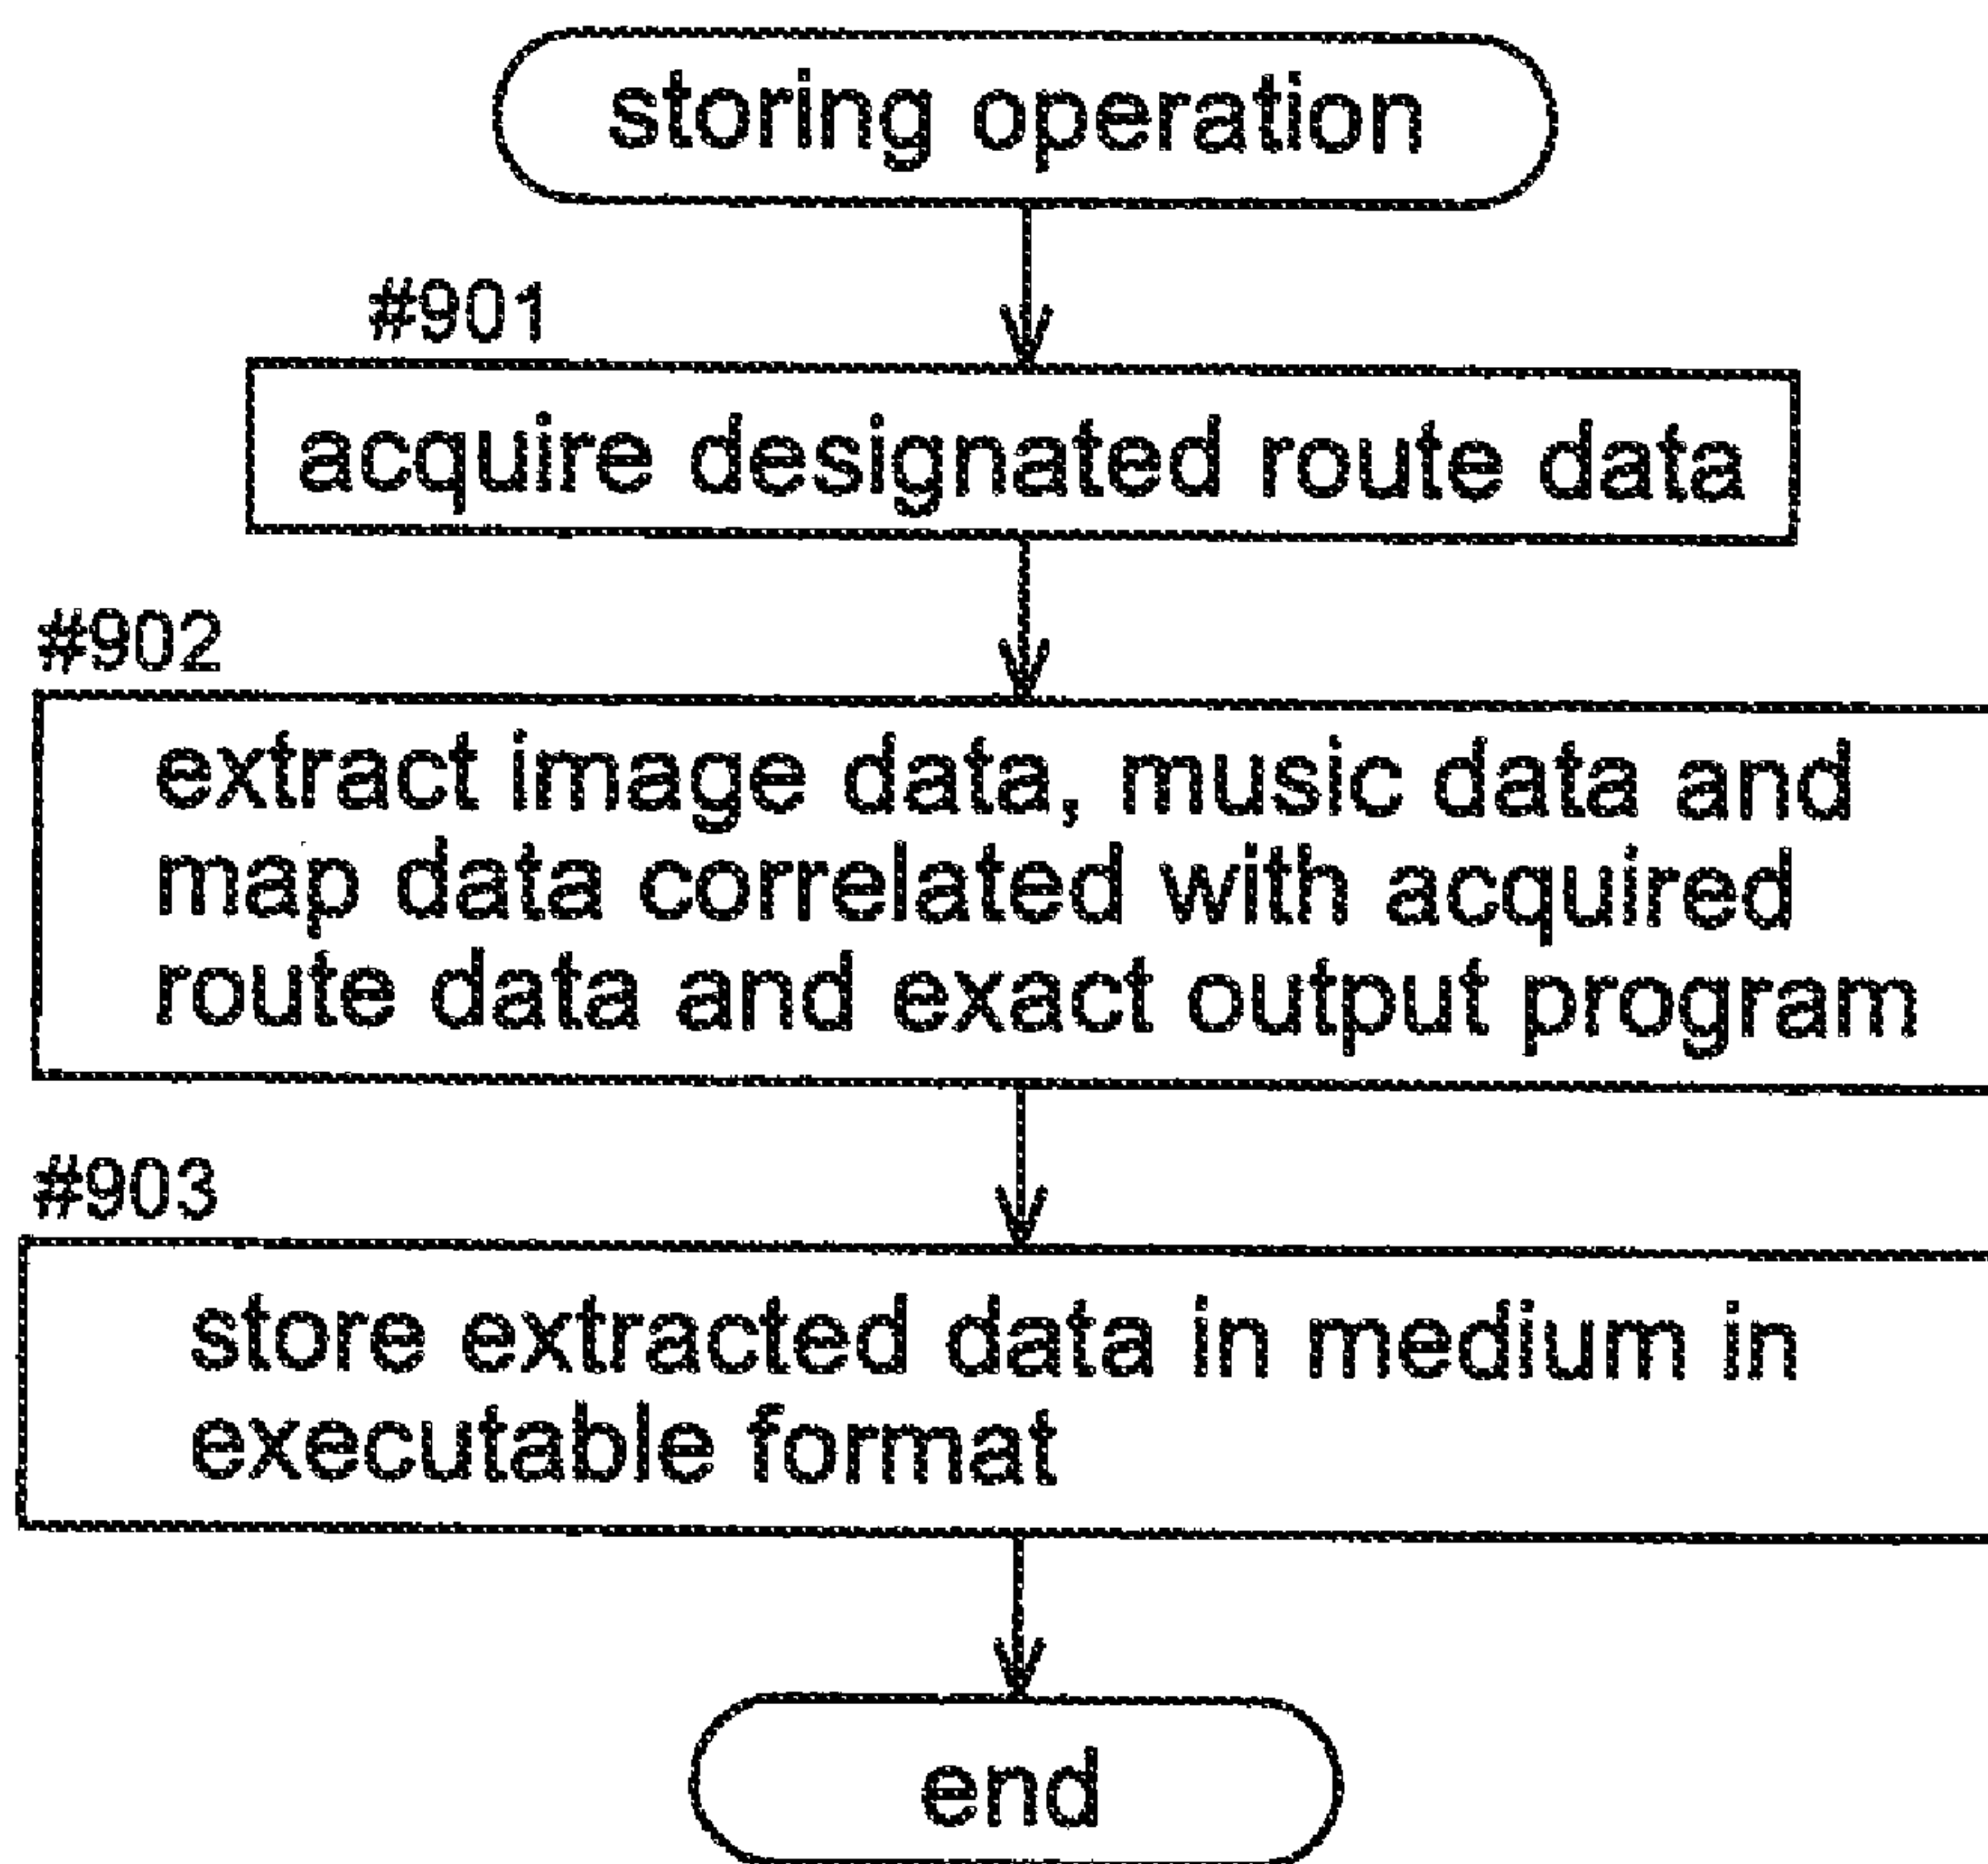 storing operation
#901
acquire designated route data
#902
extract image data, music data and
map data correlated with acquired
route data and exact output program
#903
store extracted data in medium in
executable format
end